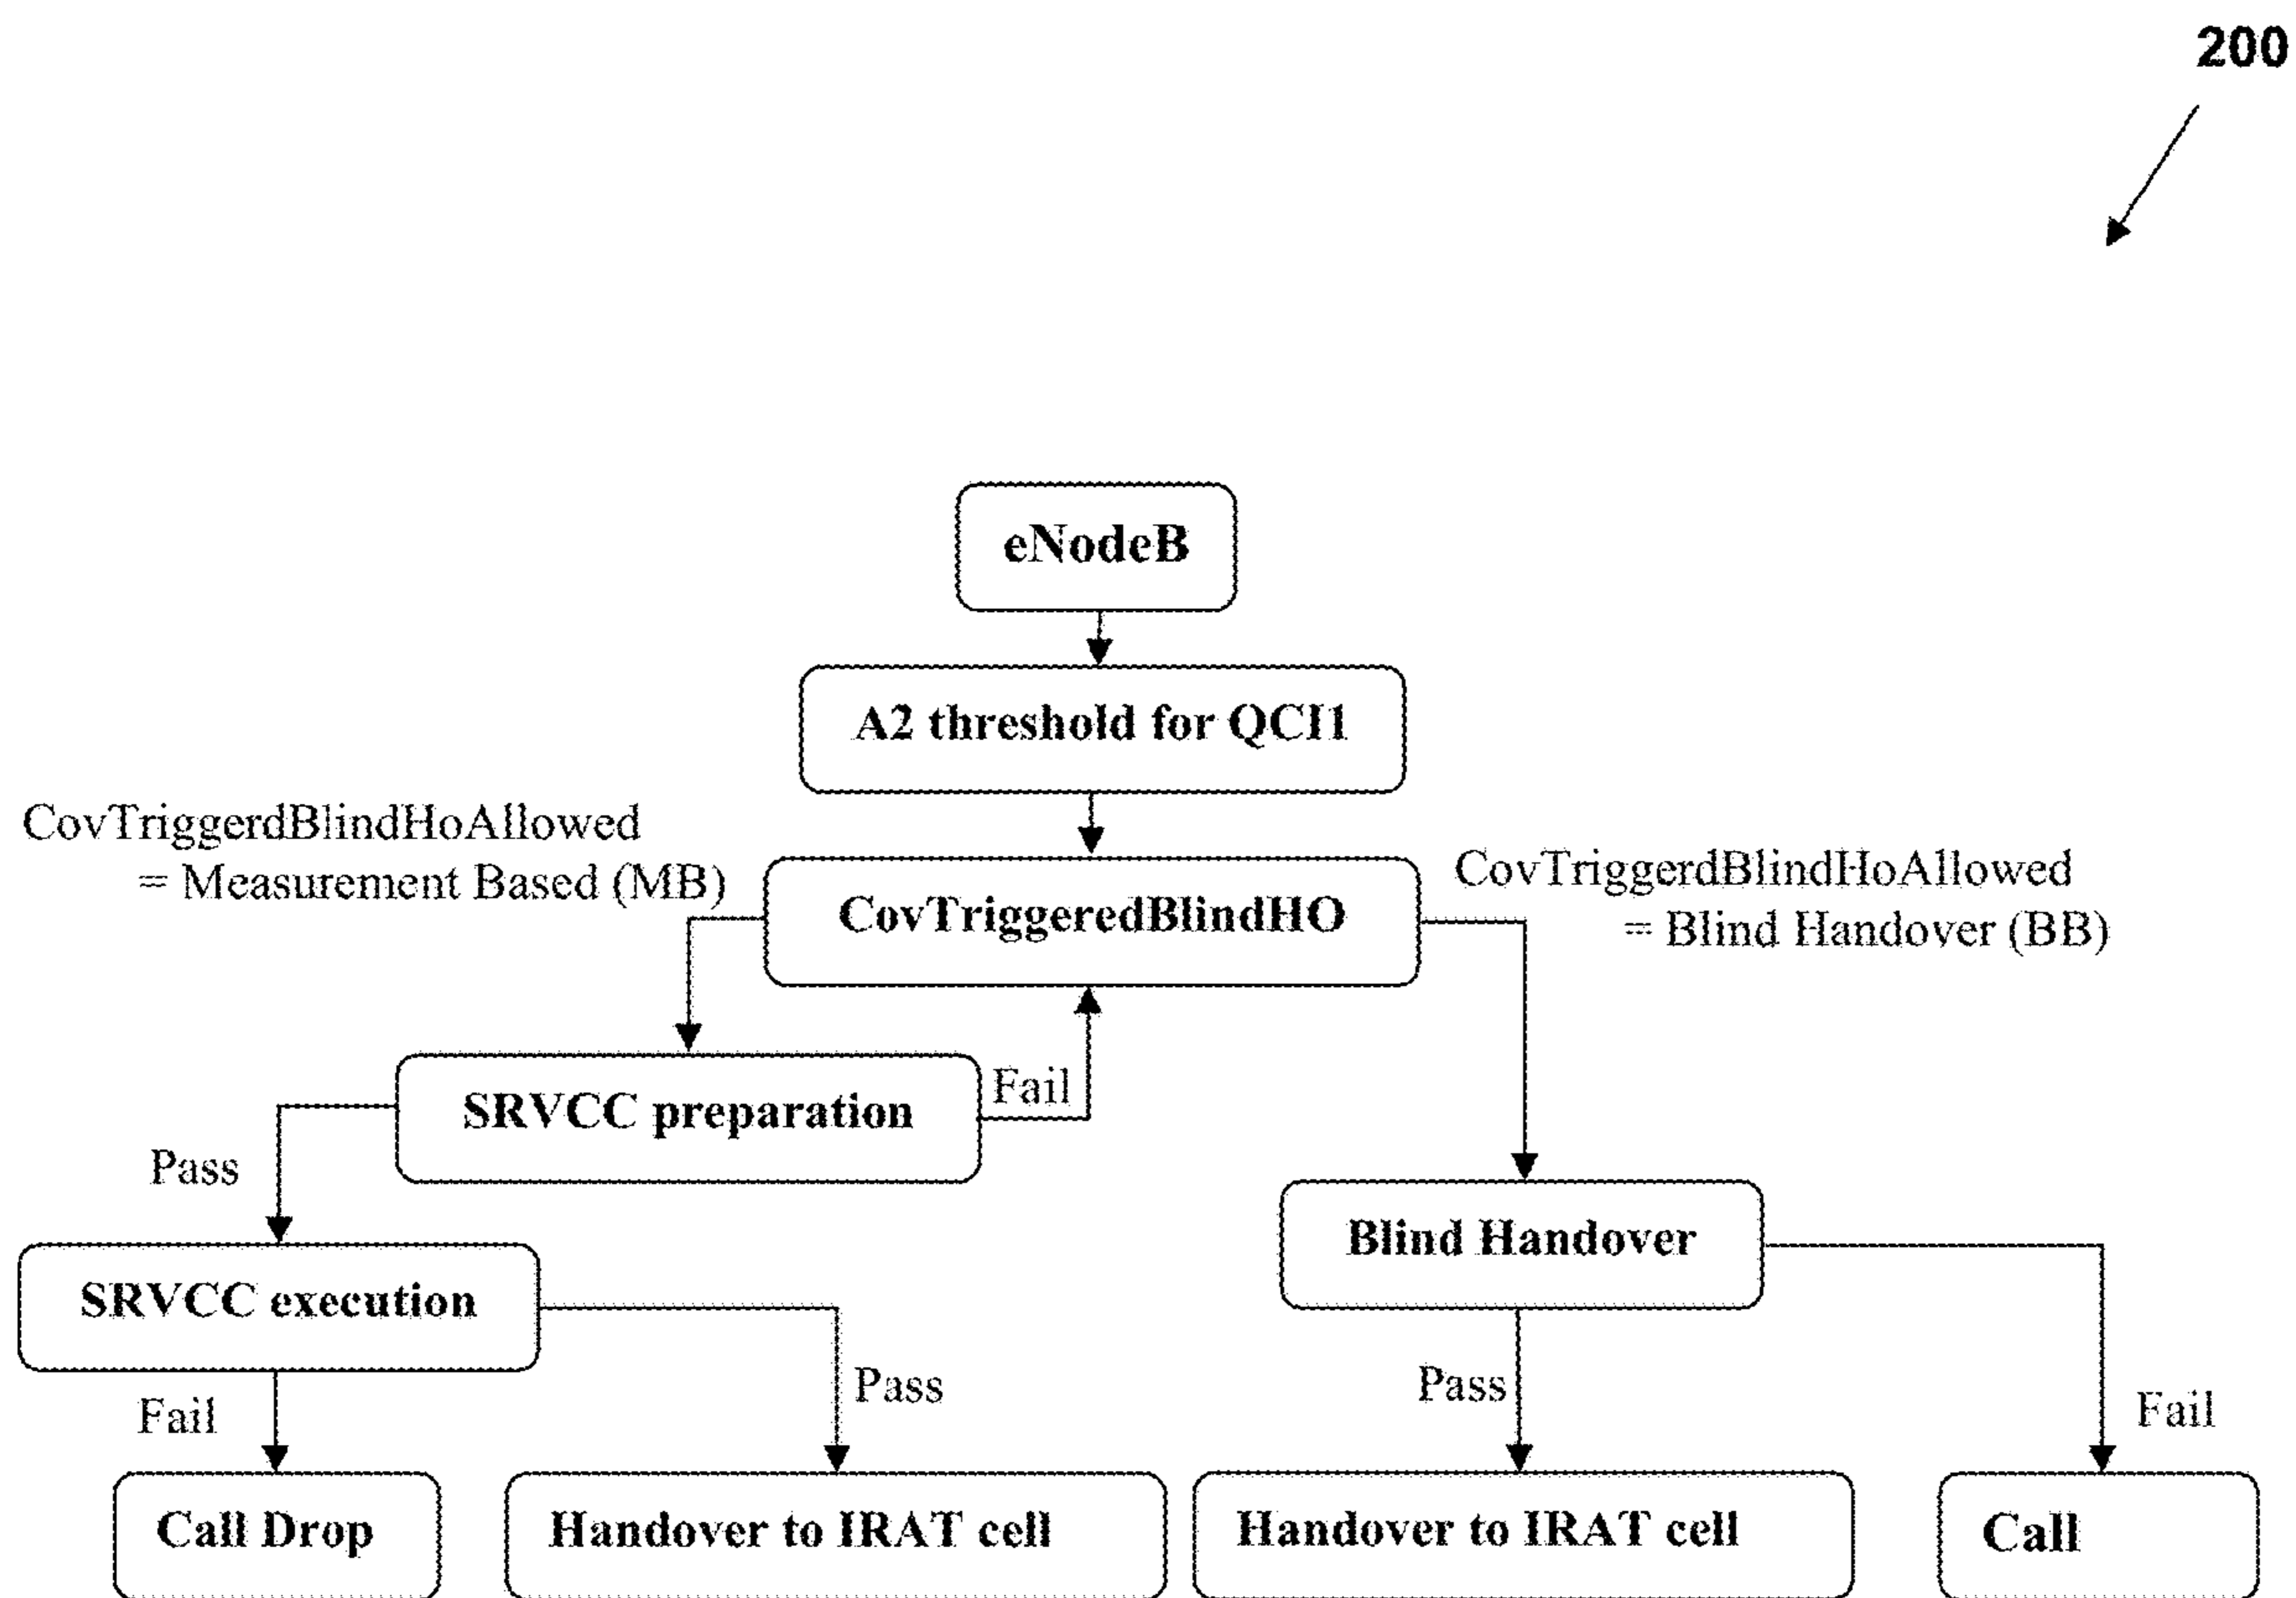 200
eNodeB
A2 threshold for QCI1
CovTriggerdBlindHoAllowed
= Measurement Based (MB)
CovTriggeredBlindHO
CovTriggerdBlindHoAllowed
= Blind Handover (BB)
SRVCC preparation
Fail
Pass
Blind Handover
SRVCC execution
Fail
Pass
Pass
Fail
Call Drop
Handover to IRAT cell
Handover to IRAT cell
Call